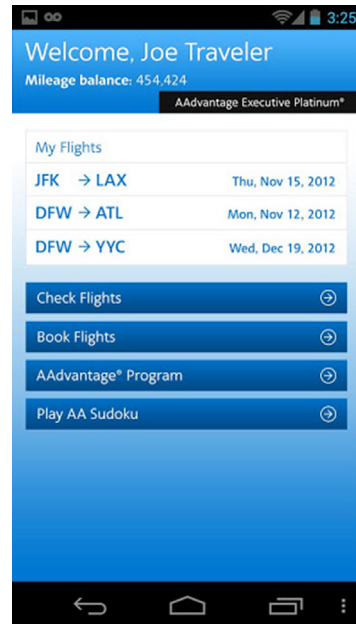 3:25
Welcome, Joe Traveler
Mileage balance: 454,424
AAdvantage Executive Platinum®
My Flights
JFK → LAX Thu, Nov 15, 2012
DFW → ATL Mon, Nov 12, 2012
DFW → YYC Wed, Dec 19, 2012
Check Flights
Book Flights
AAdvantage® Program
Play AA Sudoku